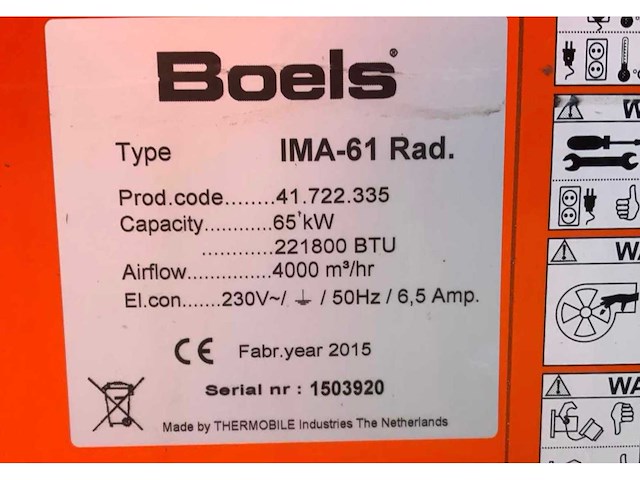 Boels®
Type IMA-61 Rad.
Prod.code........41.722.335
Capacity............65'kW
............221800 BTU
Airflow...............4000 m³/hr
El.con......230V~/ ⏚ / 50Hz / 6,5 Amp.
CE Fabr.year 2015
Serial nr : 1503920
Made by THERMOBILE Industries The Netherlands
W
WA
WA